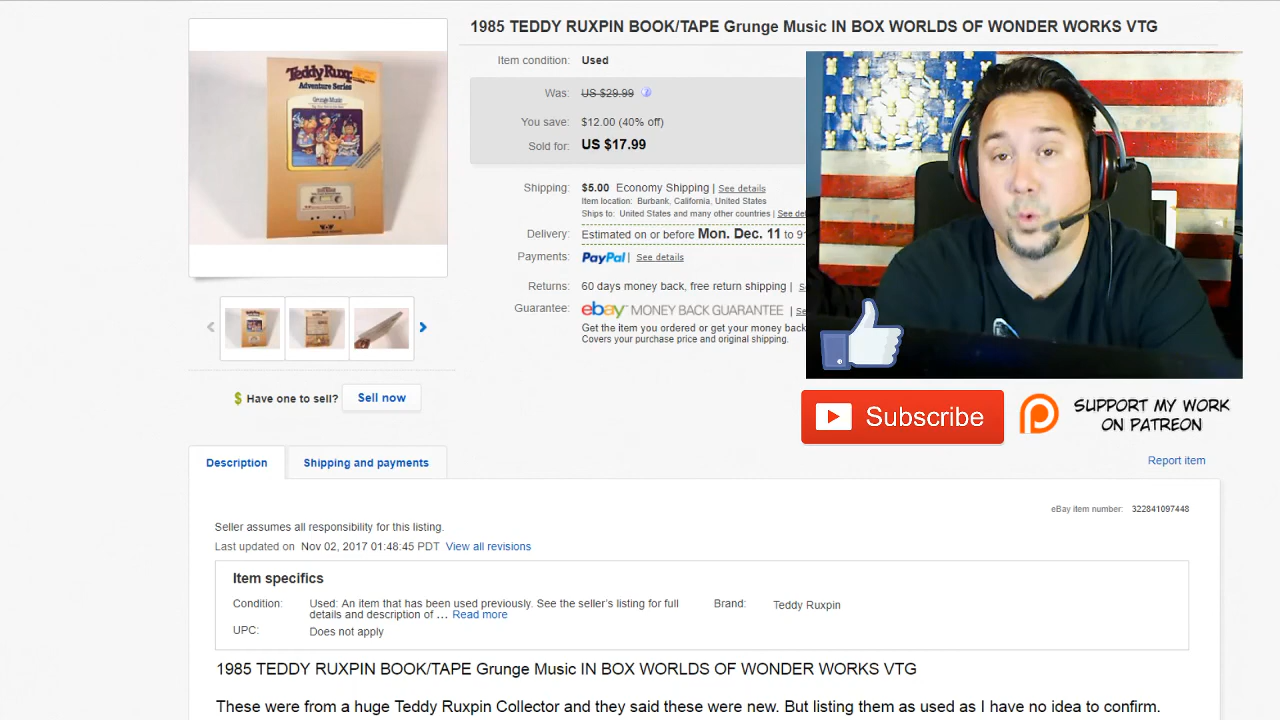 1985 TEDDY RUXPIN BOOK/TAPE Grunge Music IN BOX WORLDS OF WONDER WORKS VTG
Teddy Ruxp
Adventure Series
Grunge Music
Item condition: Used
Was: US $29.99
You save: $12.00 (40% off)
Sold for: US $17.99
Shipping: $5.00 Economy Shipping | See details
Item location: Burbank, California, United States
Ships to: United States and many other countries | See det
Delivery: Estimated on or before Mon. Dec. 11 to 91
Payments: PayPal | See details
Returns: 60 days money back, free return shipping | S
Guarantee: ebay MONEY BACK GUARANTEE | Se
Get the item you ordered or get your money back
Covers your purchase price and original shipping.
$ Have one to sell? Sell now
Subscribe
SUPPORT MY WORK
ON PATREON
Report item
Description Shipping and payments
eBay item number: 322841097448
Seller assumes all responsibility for this listing.
Last updated on Nov 02, 2017 01:48:45 PDT View all revisions
Item specifics
Condition: Used: An item that has been used previously. See the seller's listing for full
details and description of ... Read more
Brand: Teddy Ruxpin
UPC: Does not apply
1985 TEDDY RUXPIN BOOK/TAPE Grunge Music IN BOX WORLDS OF WONDER WORKS VTG
These were from a huge Teddy Ruxpin Collector and they said these were new. But listing them as used as I have no idea to confirm.